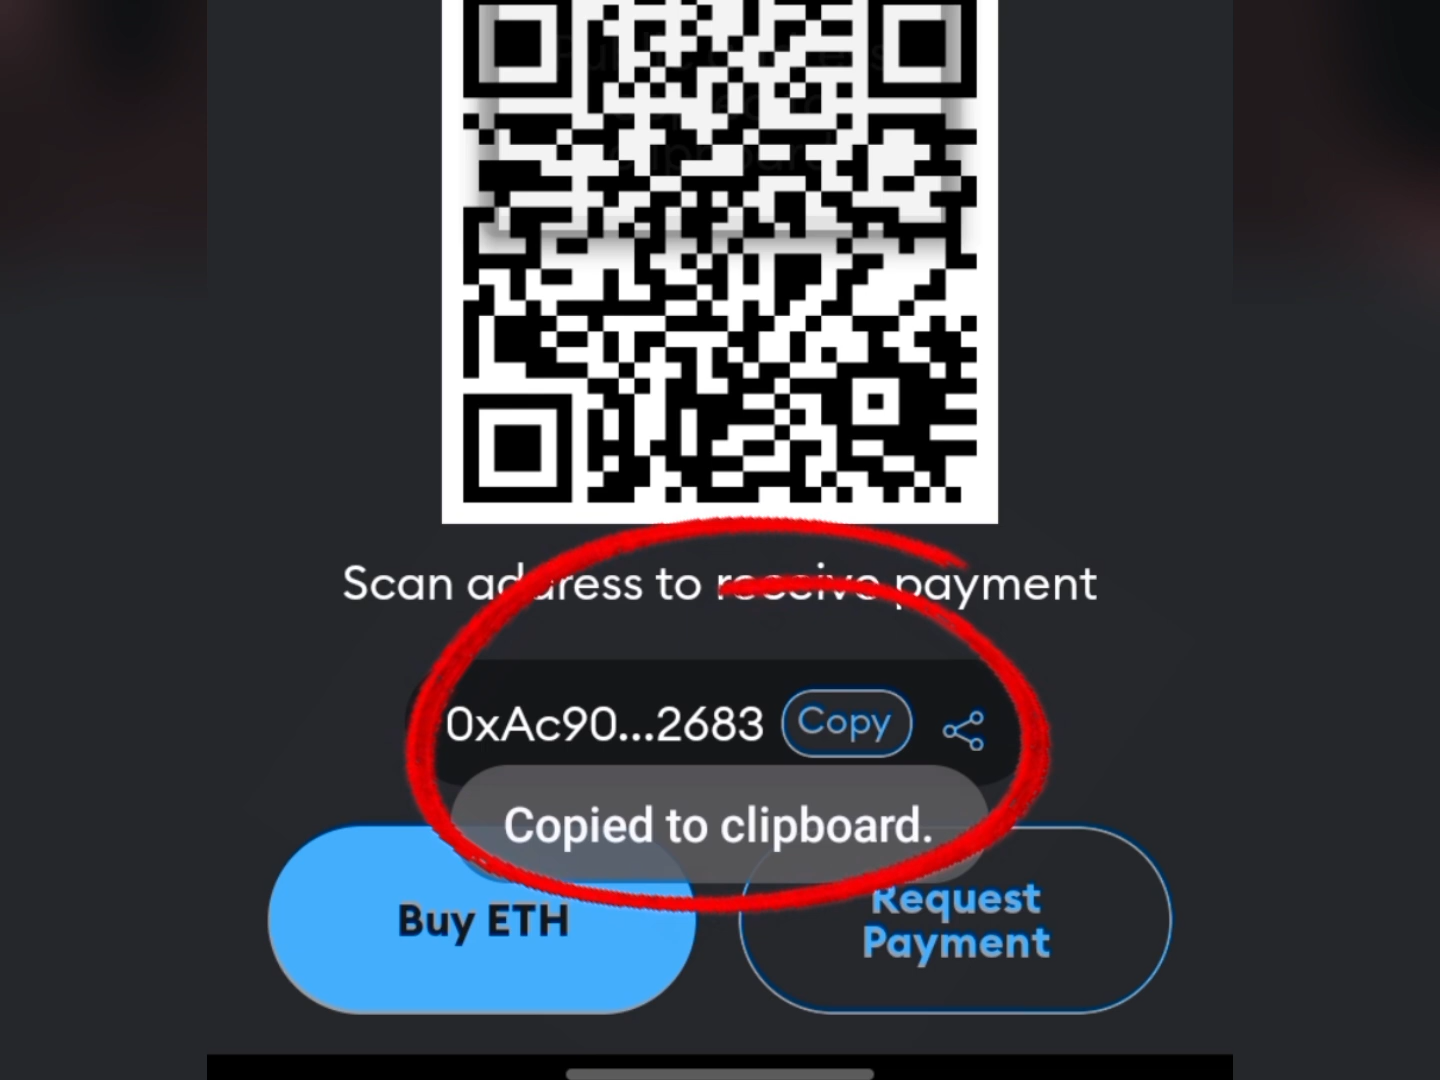 Scan address to receive payment
0xAc90...2683 Copy
Copied to clipboard.
Buy ETH
Request
Payment